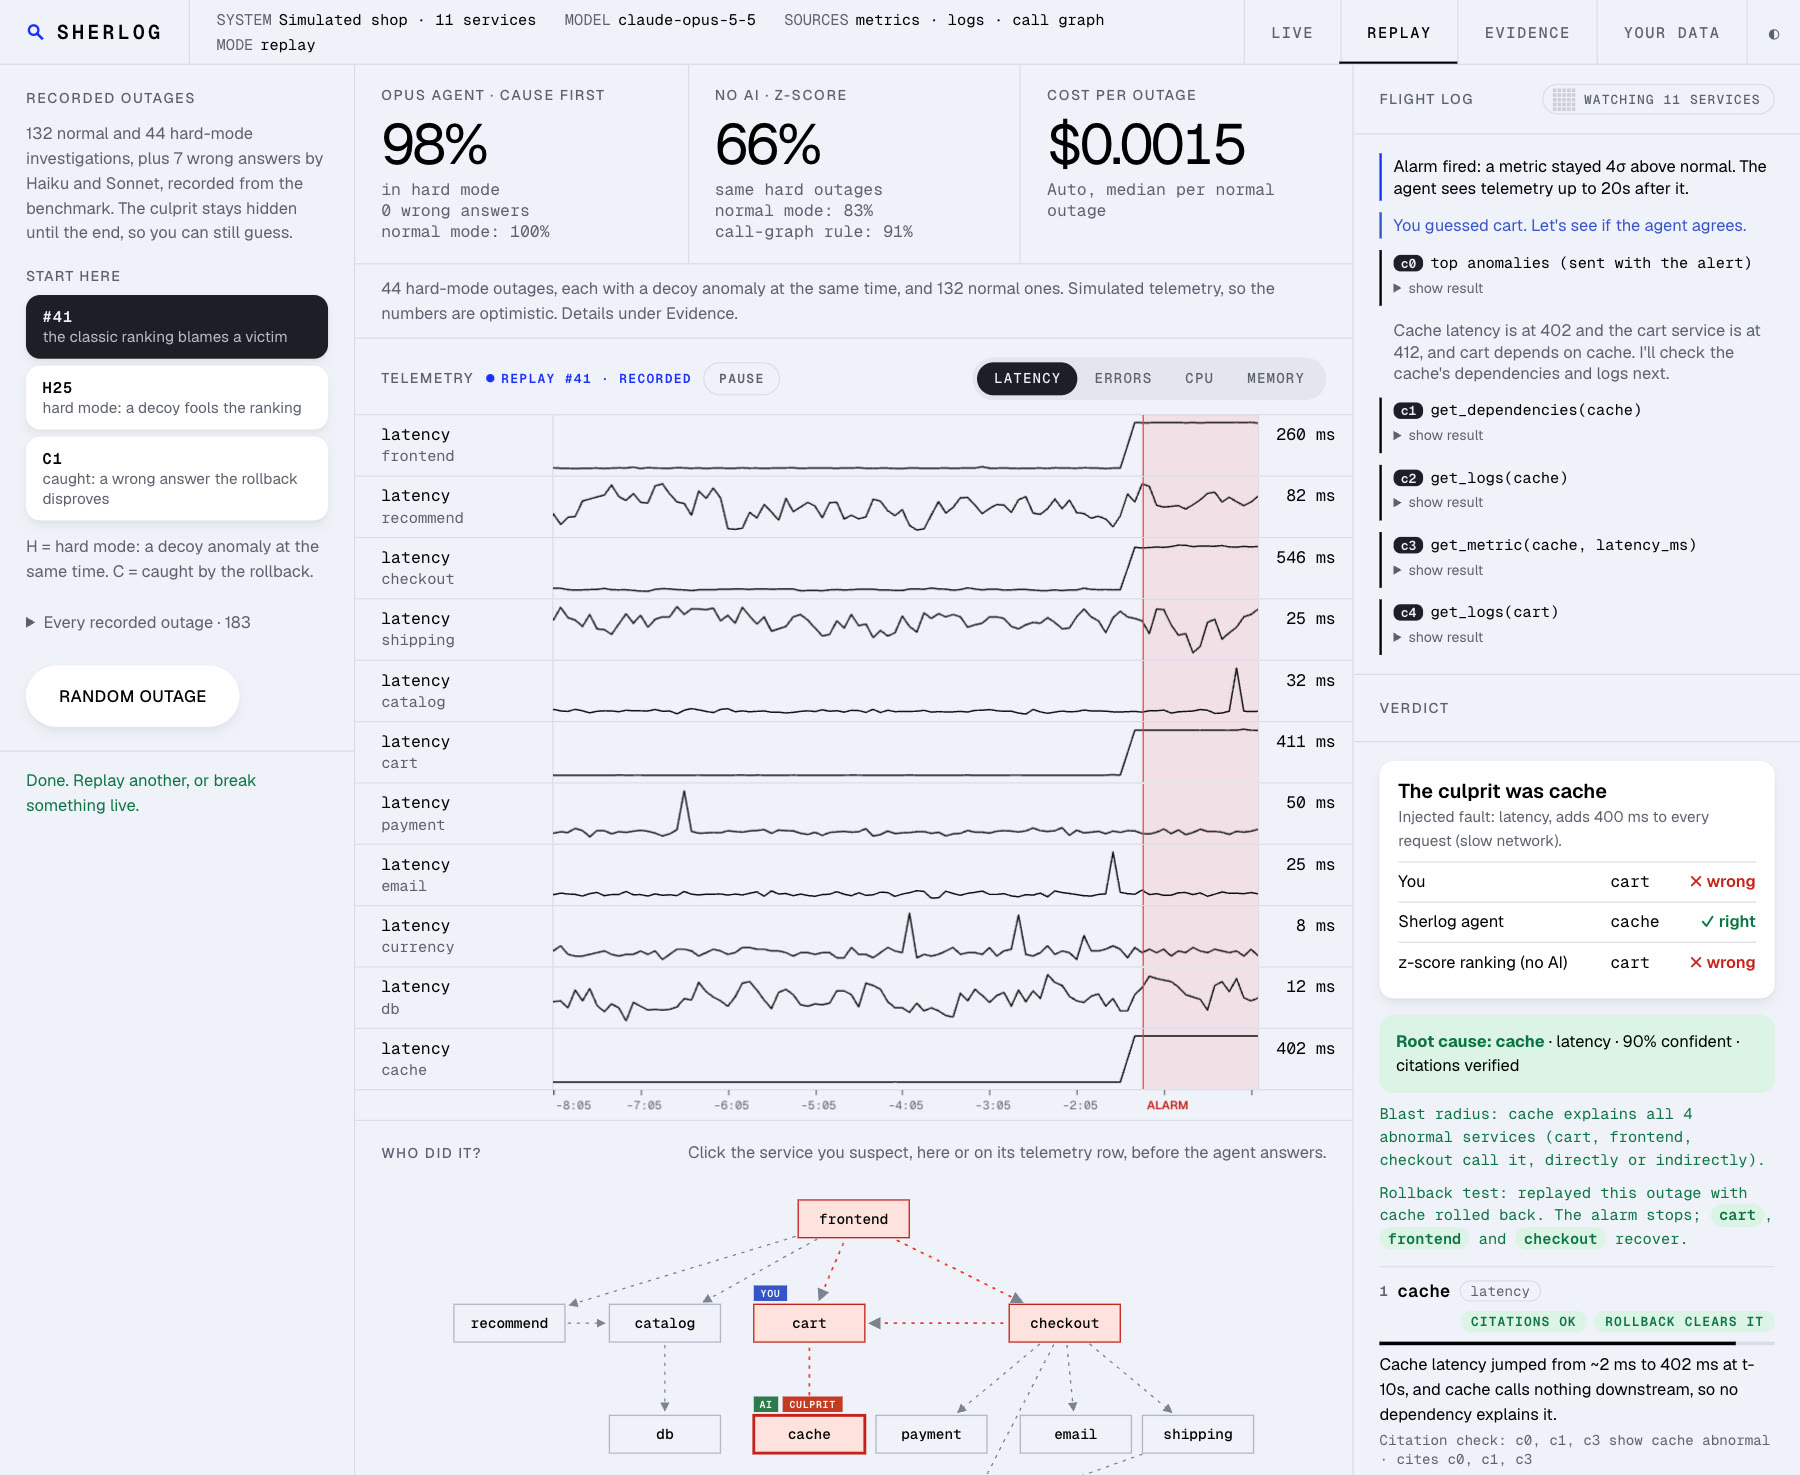 SHERLOG
SYSTEM Simulated shop · 11 services MODEL claude-opus-5-5 SOURCES metrics · logs · call graph
MODE replay
LIVE
REPLAY
EVIDENCE
YOUR DATA
RECORDED OUTAGES
132 normal and 44 hard-mode
investigations, plus 7 wrong answers by
Haiku and Sonnet, recorded from the
benchmark. The culprit stays hidden
until the end, so you can still guess.
START HERE
#41
the classic ranking blames a victim
H25
hard mode: a decoy fools the ranking
C1
caught: a wrong answer the rollback
disproves
H = hard mode: a decoy anomaly at the
same time. C = caught by the rollback.
Every recorded outage · 183
RANDOM OUTAGE
Done. Replay another, or break
something live.
OPUS AGENT · CAUSE FIRST
98%
in hard mode
0 wrong answers
normal mode: 100%
NO AI · Z-SCORE
66%
same hard outages
normal mode: 83%
call-graph rule: 91%
COST PER OUTAGE
$0.0015
Auto, median per normal
outage
44 hard-mode outages, each with a decoy anomaly at the same time, and 132 normal ones. Simulated telemetry, so the
numbers are optimistic. Details under Evidence.
TELEMETRY
REPLAY #41 · RECORDED
PAUSE
LATENCY
ERRORS
CPU
MEMORY
latency
frontend
260 ms
latency
recommend
82 ms
latency
checkout
546 ms
latency
shipping
25 ms
latency
catalog
32 ms
latency
cart
411 ms
latency
payment
50 ms
latency
email
25 ms
latency
currency
8 ms
latency
db
12 ms
latency
cache
402 ms
-8:05 -7:05 -6:05 -5:05 -4:05 -3:05 -2:05 ALARM
WHO DID IT?
Click the service you suspect, here or on its telemetry row, before the agent answers.
frontend
YOU
recommend
catalog
cart
checkout
AI CULPRIT
db
cache
payment
email
shipping
FLIGHT LOG
WATCHING 11 SERVICES
Alarm fired: a metric stayed 4σ above normal. The
agent sees telemetry up to 20s after it.
You guessed cart. Let's see if the agent agrees.
c0 top anomalies (sent with the alert)
show result
Cache latency is at 402 and the cart service is at
412, and cart depends on cache. I'll check the
cache's dependencies and logs next.
c1 get_dependencies(cache)
show result
c2 get_logs(cache)
show result
c3 get_metric(cache, latency_ms)
show result
c4 get_logs(cart)
show result
VERDICT
The culprit was cache
Injected fault: latency, adds 400 ms to every
request (slow network).
You cart ✕ wrong
Sherlog agent cache ✓ right
z-score ranking (no AI) cart ✕ wrong
Root cause: cache · latency · 90% confident ·
citations verified
Blast radius: cache explains all 4
abnormal services (cart, frontend,
checkout call it, directly or indirectly).
Rollback test: replayed this outage with
cache rolled back. The alarm stops; cart,
frontend and checkout recover.
1 cache latency
CITATIONS OK ROLLBACK CLEARS IT
Cache latency jumped from ~2 ms to 402 ms at t-
10s, and cache calls nothing downstream, so no
dependency explains it.
Citation check: c0, c1, c3 show cache abnormal
· cites c0, c1, c3